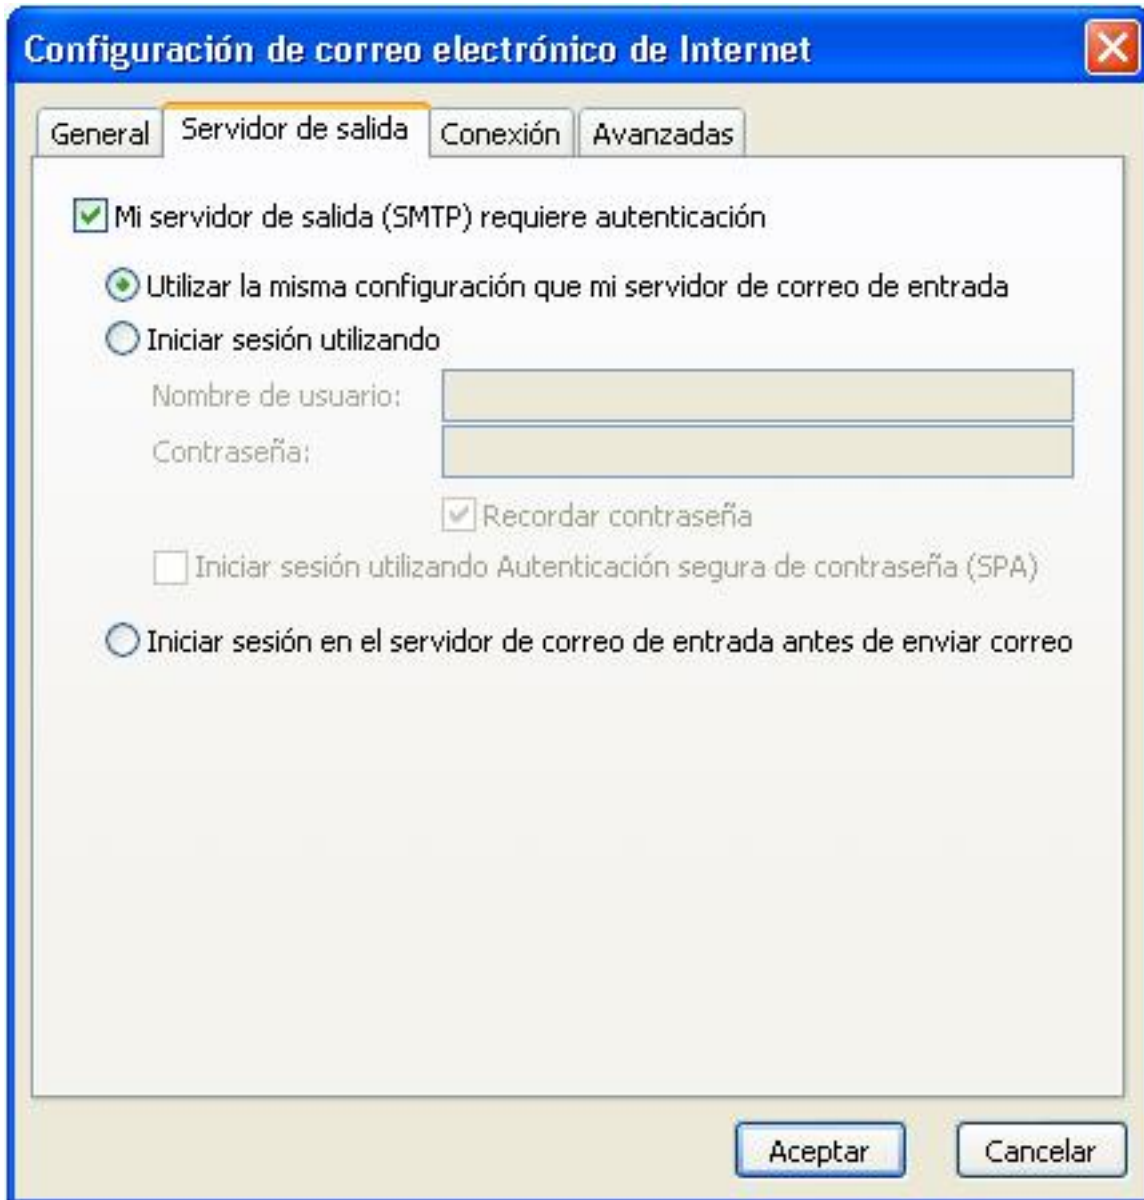 Configuración de correo electrónico de Internet
General Servidor de salida Conexión Avanzadas
Mi servidor de salida (SMTP) requiere autenticación
Utilizar la misma configuración que mi servidor de correo de entrada
Iniciar sesión utilizando
Nombre de usuario:
Contraseña:
Recordar contraseña
Iniciar sesión utilizando Autenticación segura de contraseña (SPA)
Iniciar sesión en el servidor de correo de entrada antes de enviar correo
Aceptar Cancelar